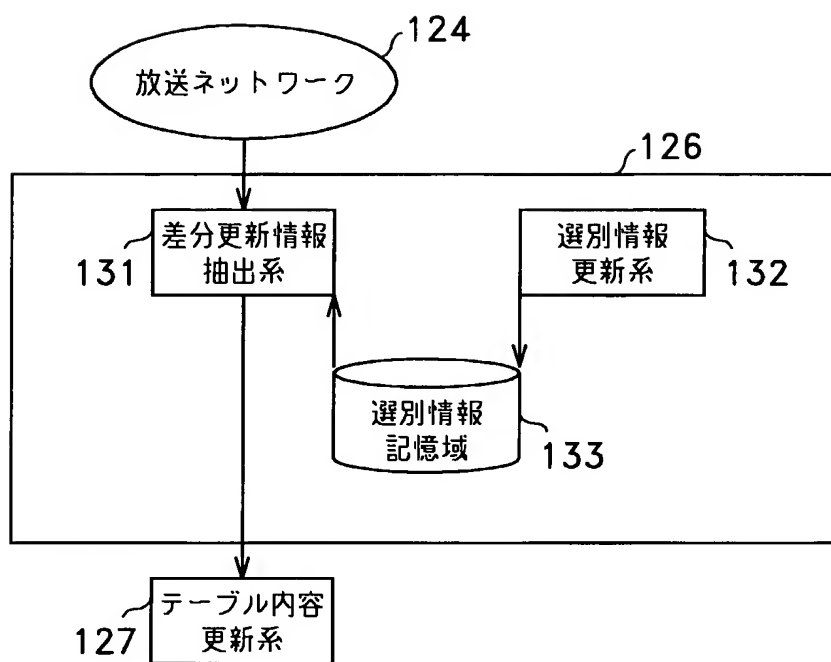 124
放送ネットワーク
126
差分更新情報
抽出系
131
選別情報
更新系
132
選別情報
記憶域
133
テーブル内容
更新系
127